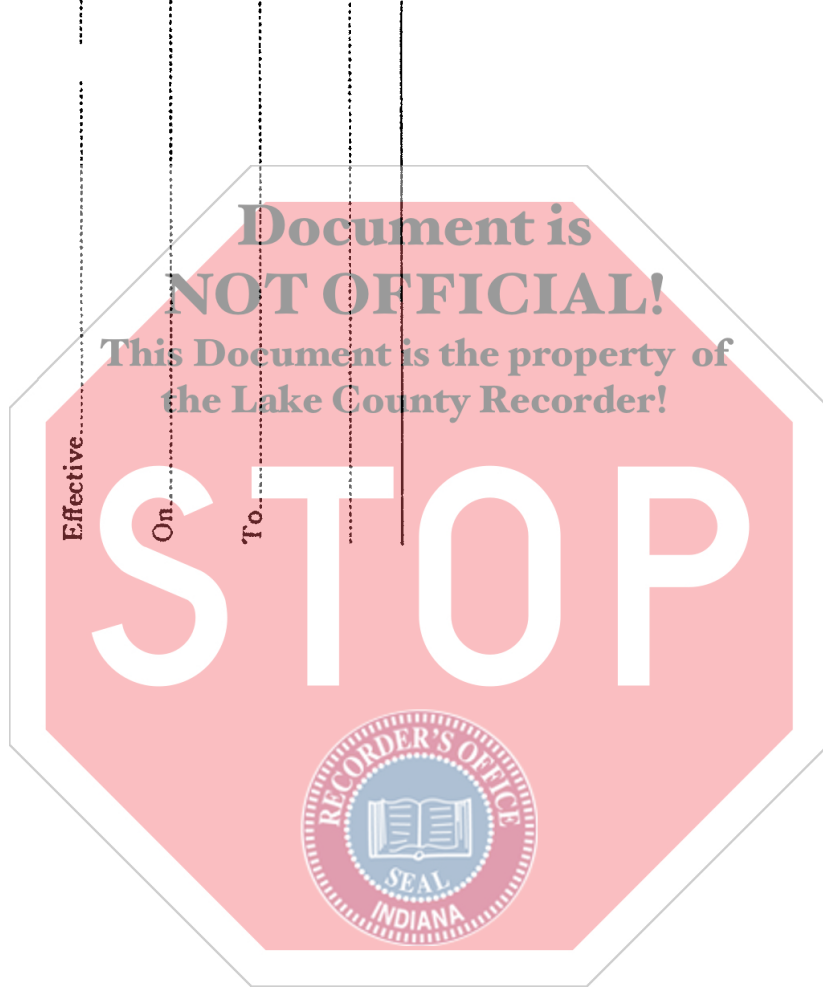 Document is
NOT OFFICIAL!
This Document is the property of
the Lake County Recorder!
Effective
On
To
STOP
RECORDER'S OFFICE
SEAL
INDIANA